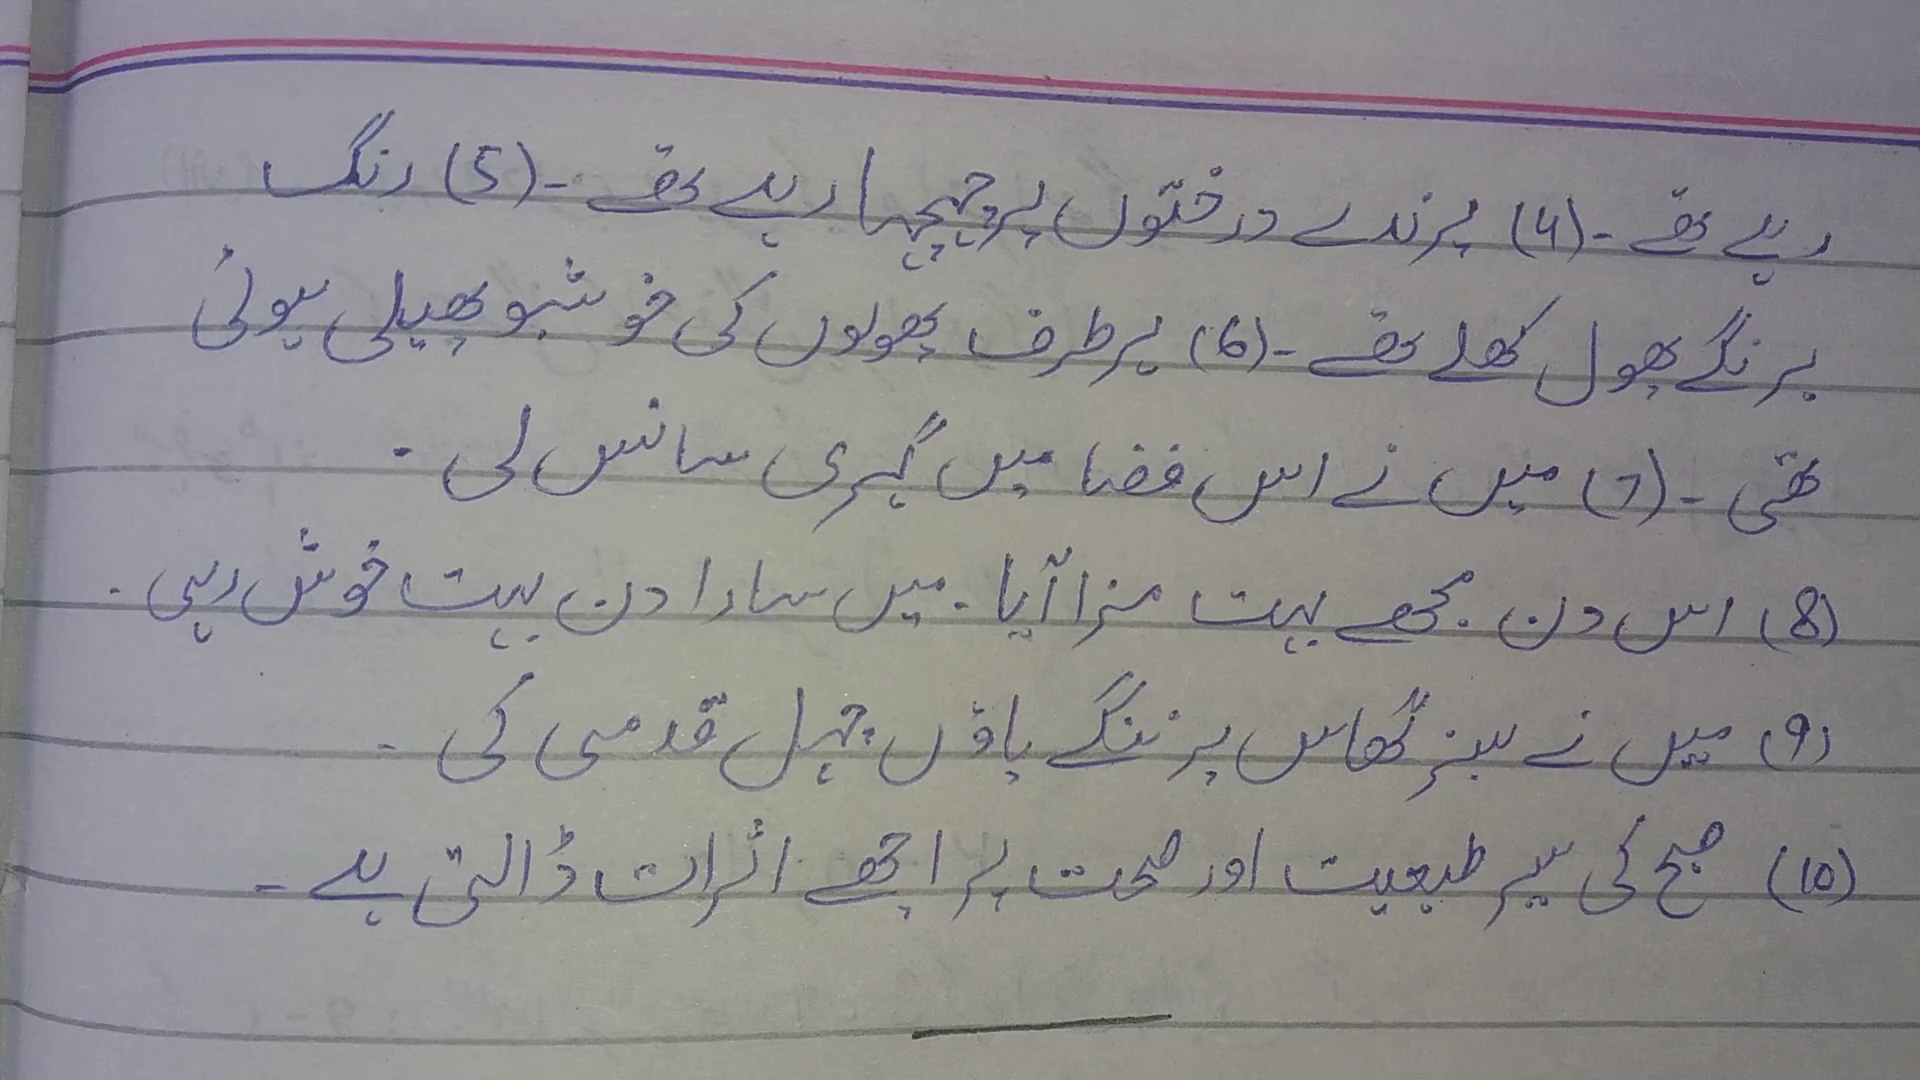 رہے تھے ۔ (4) پرندے درختوں پر چہچہا رہے تھے ۔ (5) رنگ
برنگے پھول کھلے تھے ۔ (6) ہر طرف پھولوں کی خوشبو پھیلی ہوئی
تھی ۔ (7) میں نے اس فضا میں گہری سانس لی ۔
(8) اس دن مجھے بہت مزا آیا ۔ میں سارا دن بہت خوش رہی ۔
(9) میں نے سبز گھاس پر ننگے پاؤں چہل قدمی کی ۔
(10) صبح کی سیر طبعیت اور صحت پر اچھے اثرات ڈالتی ہے ۔